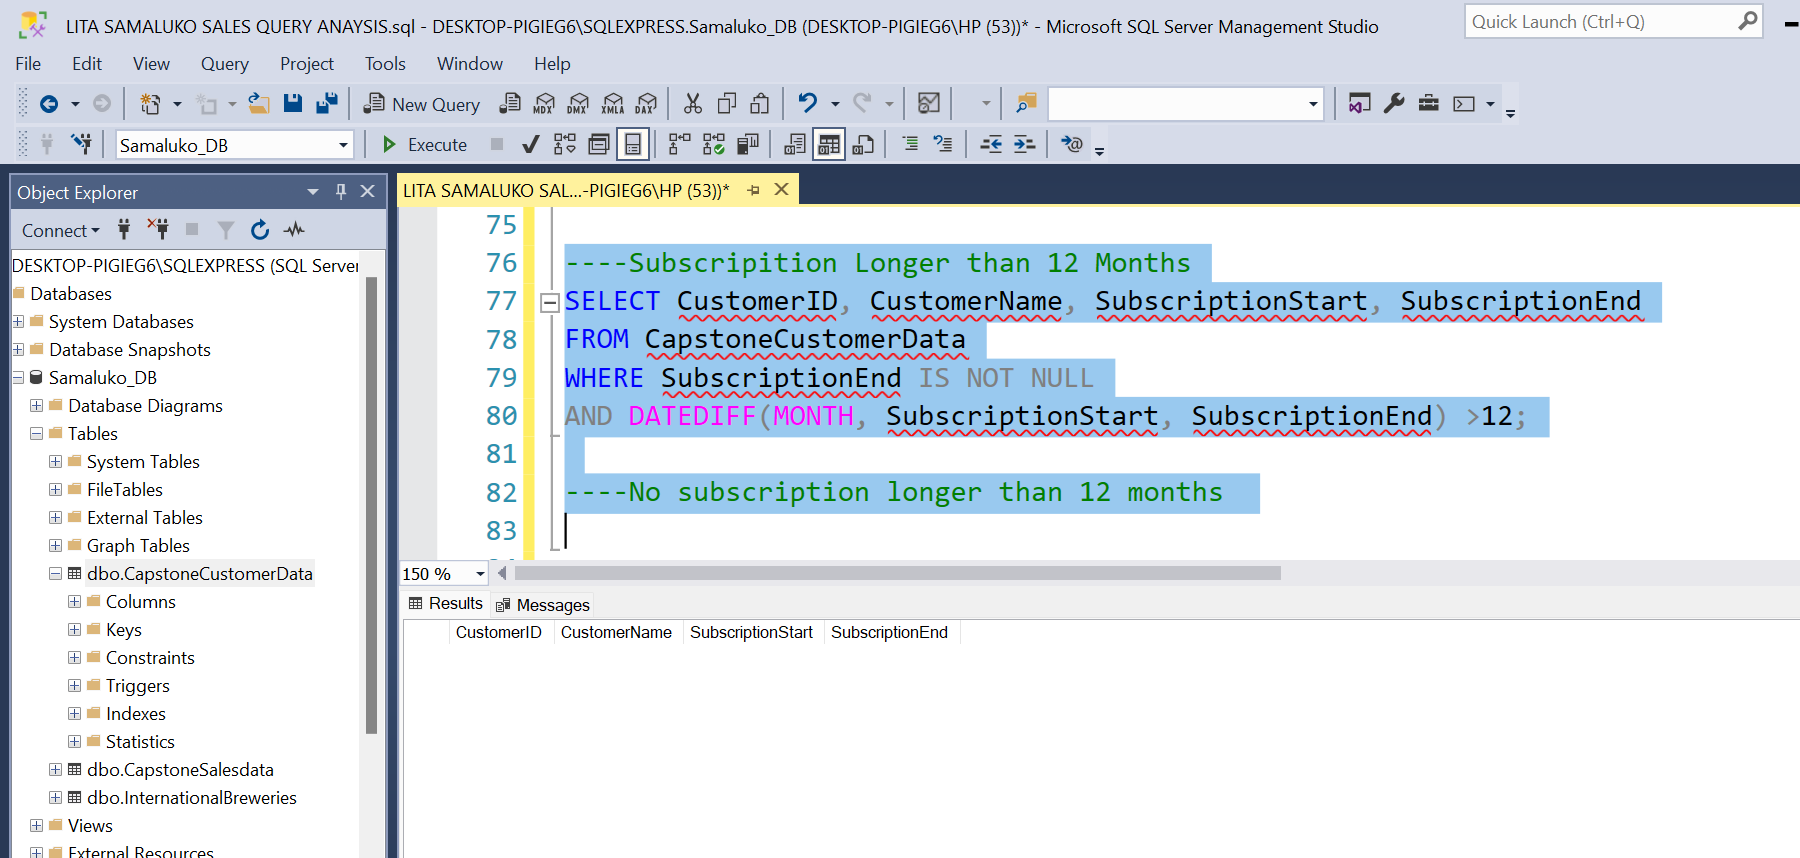 LITA SAMALUKO SALES QUERY ANAYSIS.sql - DESKTOP-PIGIEG6\SQLEXPRESS.Samaluko_DB (DESKTOP-PIGIEG6\HP (53))* - Microsoft SQL Server Management Studio
Quick Launch (Ctrl+Q)
File Edit View Query Project Tools Window Help
New Query MDX DMX XMLA DAX
Samaluko_DB Execute
Object Explorer
Connect
DESKTOP-PIGIEG6\SQLEXPRESS (SQL Server
Databases
System Databases
Database Snapshots
Samaluko_DB
Database Diagrams
Tables
System Tables
FileTables
External Tables
Graph Tables
dbo.CapstoneCustomerData
Columns
Keys
Constraints
Triggers
Indexes
Statistics
dbo.CapstoneSalesdata
dbo.InternationalBreweries
Views
External Resources
LITA SAMALUKO SAL...-PIGIEG6\HP (53))*
75
76 ----Subscripition Longer than 12 Months
77 SELECT CustomerID, CustomerName, SubscriptionStart, SubscriptionEnd
78 FROM CapstoneCustomerData
79 WHERE SubscriptionEnd IS NOT NULL
80 AND DATEDIFF(MONTH, SubscriptionStart, SubscriptionEnd) >12;
81
82 ----No subscription longer than 12 months
83
150 %
Results Messages
CustomerID CustomerName SubscriptionStart SubscriptionEnd